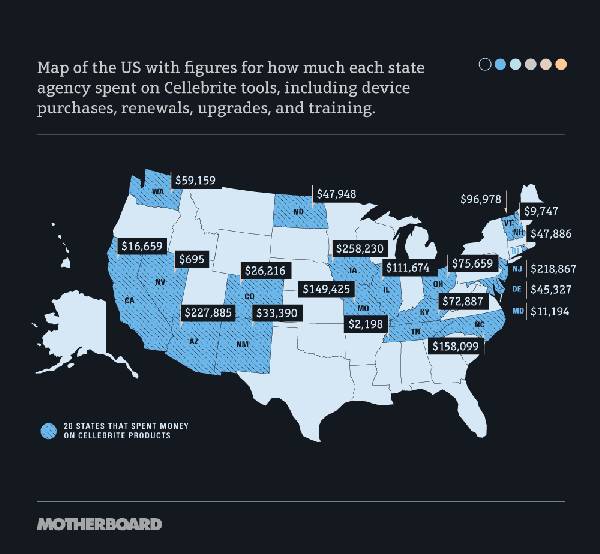 Map of the US with figures for how much each state
agency spent on Cellebrite tools, including device
purchases, renewals, upgrades, and training.
WA $59,159
ND $47,948
$96,978
VT $9,747
NH $47,886
$16,659
$695
$258,230
$26,216
$111,674
$75,659
NJ $218,867
NV
IA
OH
CA
CO
$149,425
IL
$72,887
DE $45,327
$227,885
$33,390
MO
KY
MD $11,194
$2,198
NC
AZ
NM
TN
$158,099
20 STATES THAT SPENT MONEY
ON CELLEBRITE PRODUCTS
MOTHERBOARD